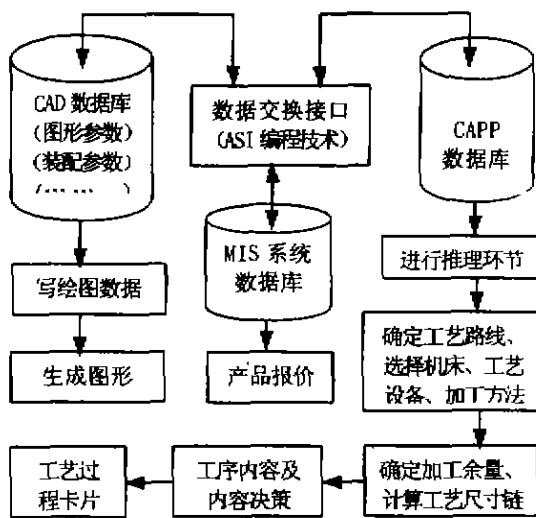 CAD 数据库
(图形参数)
(装配参数)
(…… )
数据交换接口
(ASI 编程技术)
CAPP
数据库
MIS 系统
数据库
写绘图数据
生成图形
产品报价
进行推理环节
确定工艺路线、
选择机床、工艺
设备、加工方法
工艺过
程卡片
工序内容及
内容决策
确定加工余量、
计算工艺尺寸链